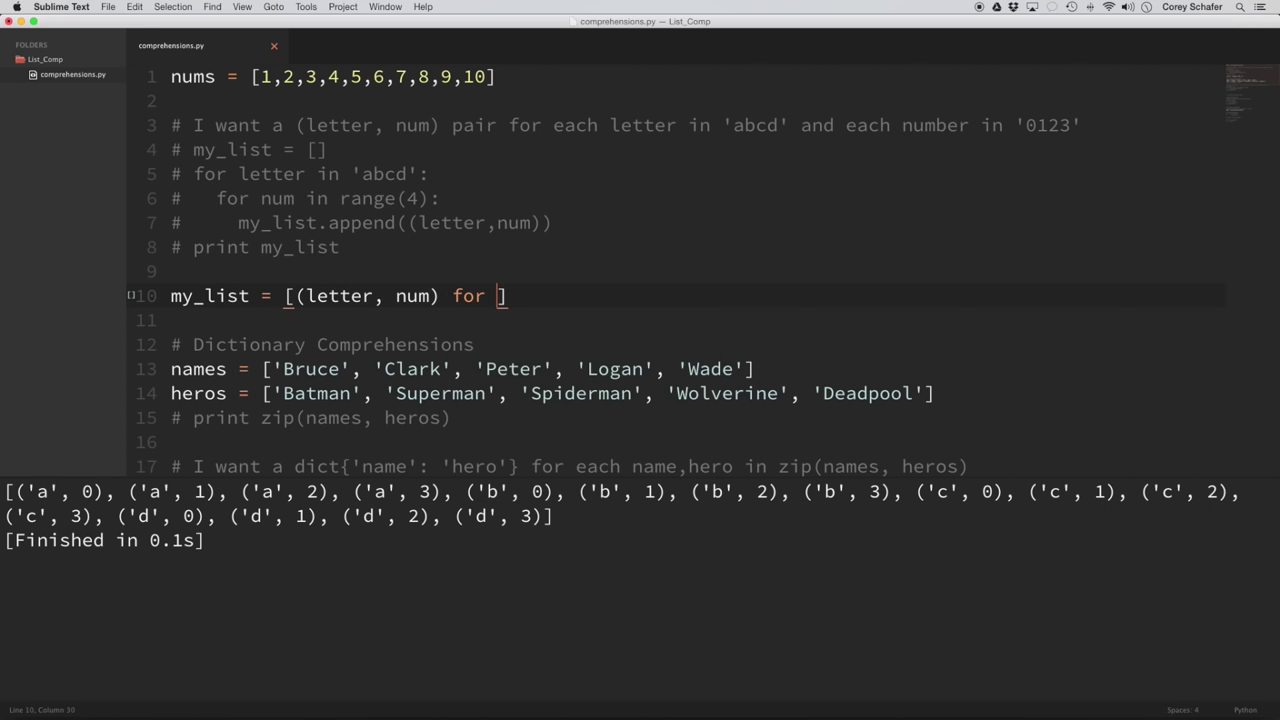 Sublime Text File Edit Selection Find View Goto Tools Project Window Help Corey Schafer
comprehensions.py — List_Comp
FOLDERS
List_Comp
comprehensions.py
comprehensions.py
1 nums = [1,2,3,4,5,6,7,8,9,10]
2
3 # I want a (letter, num) pair for each letter in 'abcd' and each number in '0123'
4 # my_list = []
5 # for letter in 'abcd':
6 #   for num in range(4):
7 #     my_list.append((letter,num))
8 # print my_list
9
10 my_list = [(letter, num) for ]
11
12 # Dictionary Comprehensions
13 names = ['Bruce', 'Clark', 'Peter', 'Logan', 'Wade']
14 heros = ['Batman', 'Superman', 'Spiderman', 'Wolverine', 'Deadpool']
15 # print zip(names, heros)
16
17 # I want a dict{'name': 'hero'} for each name,hero in zip(names, heros)
[('a', 0), ('a', 1), ('a', 2), ('a', 3), ('b', 0), ('b', 1), ('b', 2), ('b', 3), ('c', 0), ('c', 1), ('c', 2),
('c', 3), ('d', 0), ('d', 1), ('d', 2), ('d', 3)]
[Finished in 0.1s]
Line 10, Column 30 Spaces: 4 Python